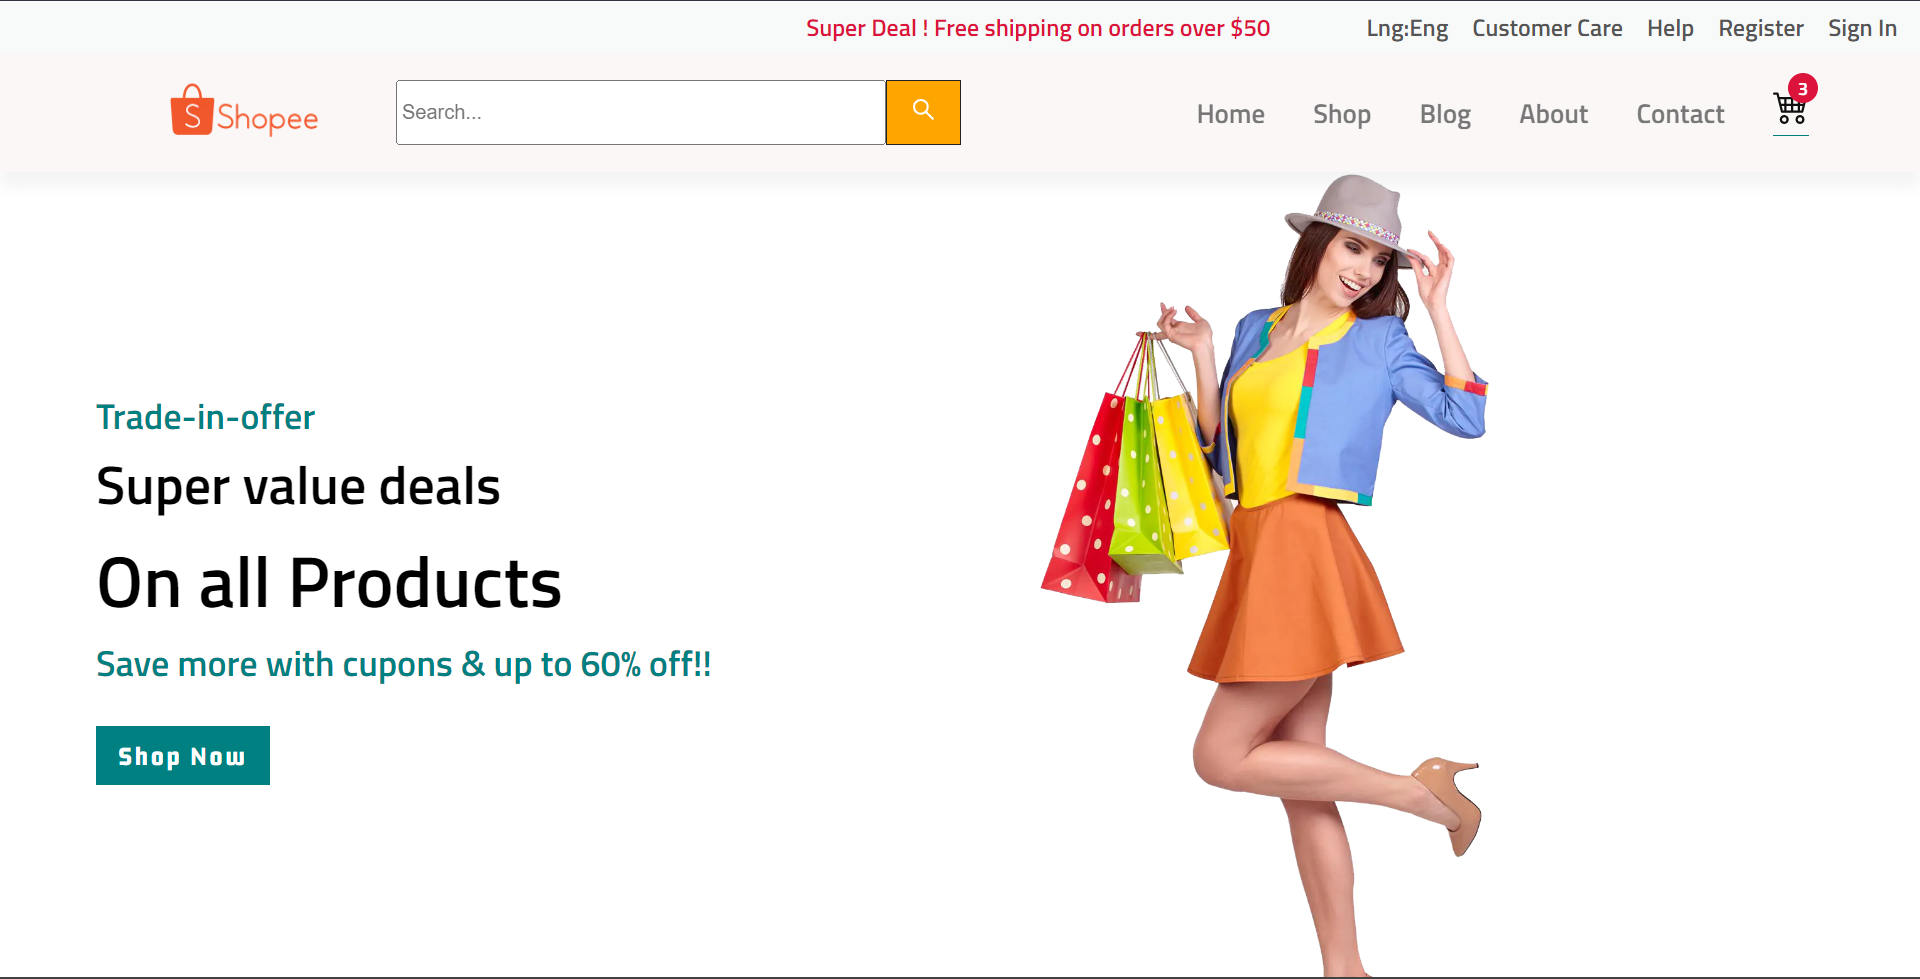 Super Deal ! Free shipping on orders over $50 Lng:Eng Customer Care Help Register Sign In
S Shopee Search... Home Shop Blog About Contact 3
Trade-in-offer
Super value deals
On all Products
Save more with cupons & up to 60% off!!
Shop Now